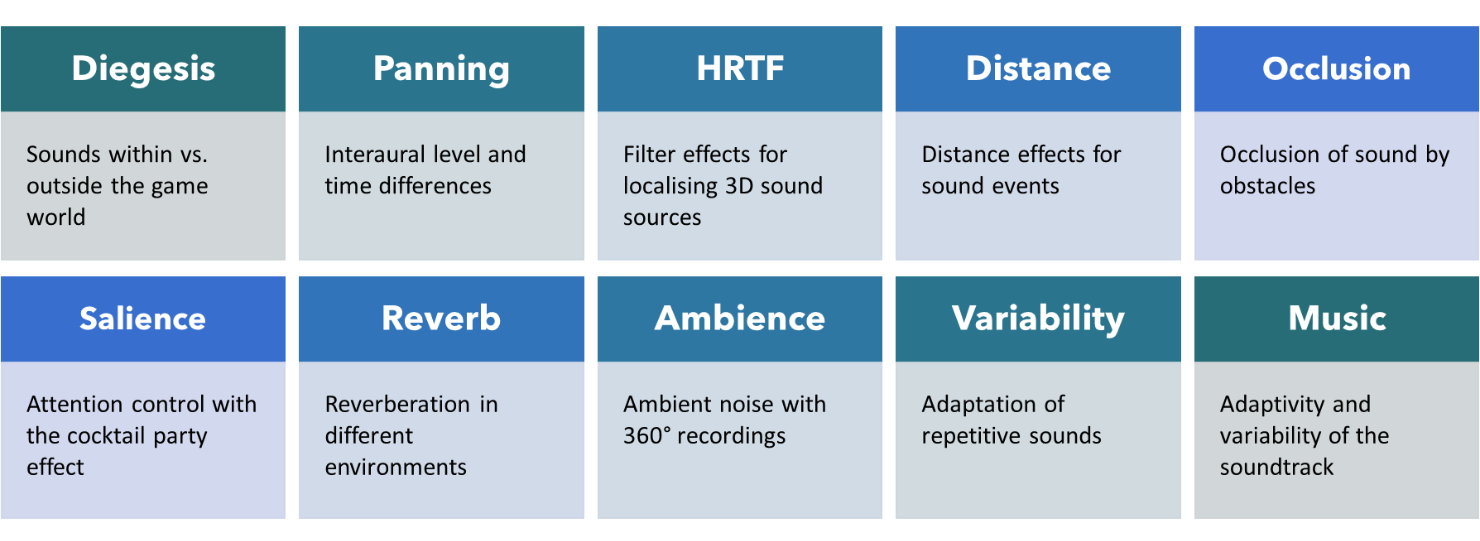 Diegesis
Sounds within vs.
outside the game
world
Panning
Interaural level and
time differences
HRTF
Filter effects for
localising 3D sound
sources
Distance
Distance effects for
sound events
Occlusion
Occlusion of sound by
obstacles
Salience
Attention control with
the cocktail party
effect
Reverb
Reverberation in
different
environments
Ambience
Ambient noise with
360° recordings
Variability
Adaptation of
repetitive sounds
Music
Adaptivity and
variability of the
soundtrack